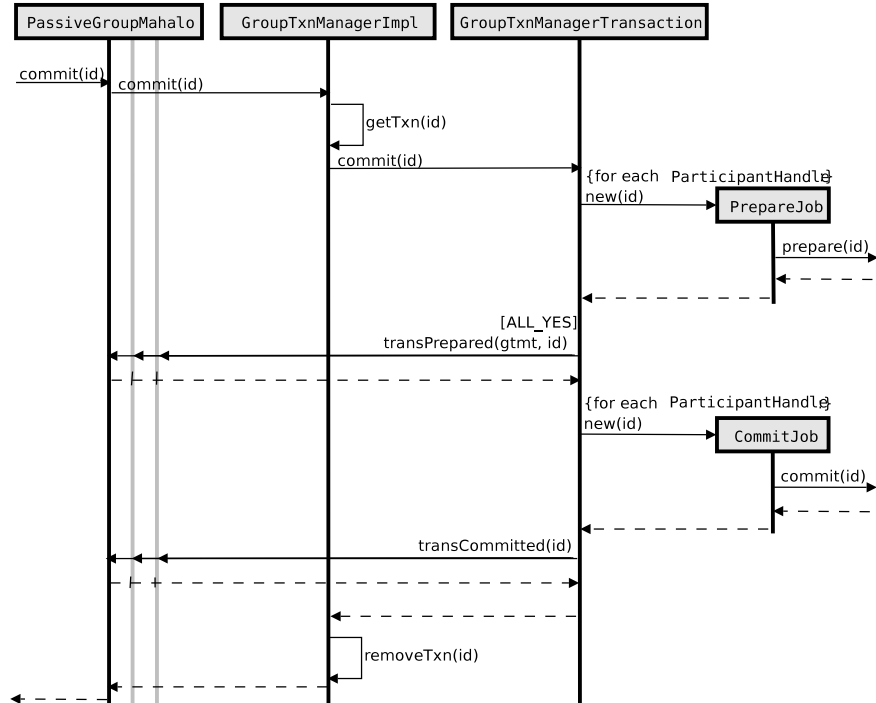 PassiveGroupMahalo
GroupTxnManagerImpl
GroupTxnManagerTransaction
commit(id)
commit(id)
getTxn(id)
commit(id)
{for each ParticipantHandle}
new(id)
PrepareJob
prepare(id)
[ALL_YES]
transPrepared(gtmt, id)
{for each ParticipantHandle}
new(id)
CommitJob
commit(id)
transCommitted(id)
removeTxn(id)